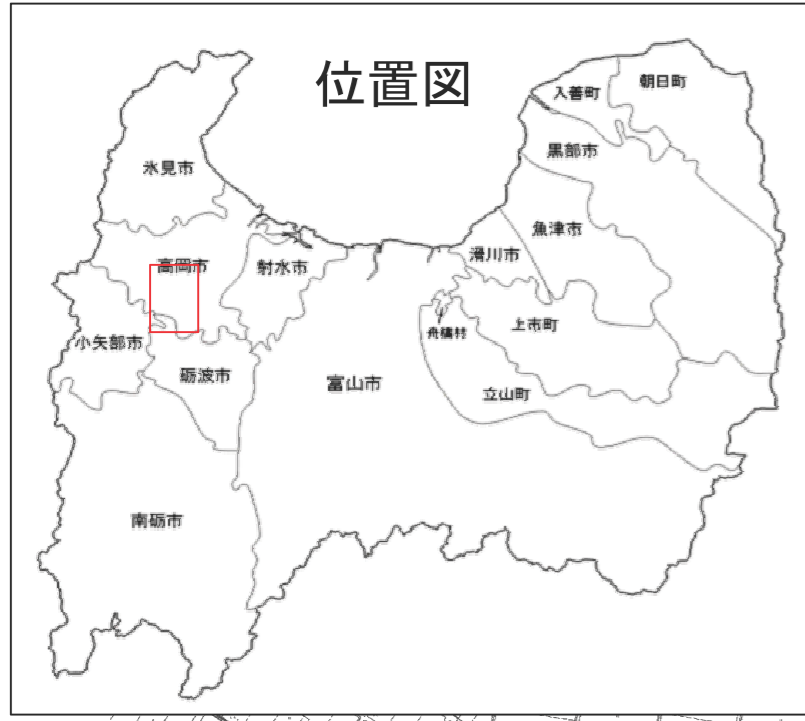 位置図
入善町
朝日町
黒部市
氷見市
魚津市
滑川市
高岡市
射水市
上市町
舟橋村
小矢部市
砺波市
富山市
立山町
南砺市